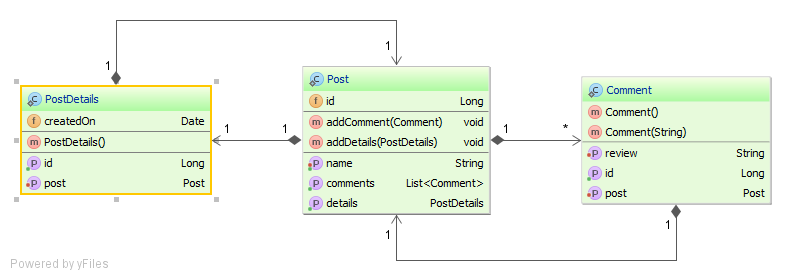 1
1
PostDetails
createdOn Date
PostDetails()
id Long
post Post
1
1
Post
id Long
addComment(Comment) void
addDetails(PostDetails) void
name String
comments List<Comment>
details PostDetails
1
*
Comment
Comment()
Comment(String)
review String
id Long
post Post
1
1
Powered by yFiles